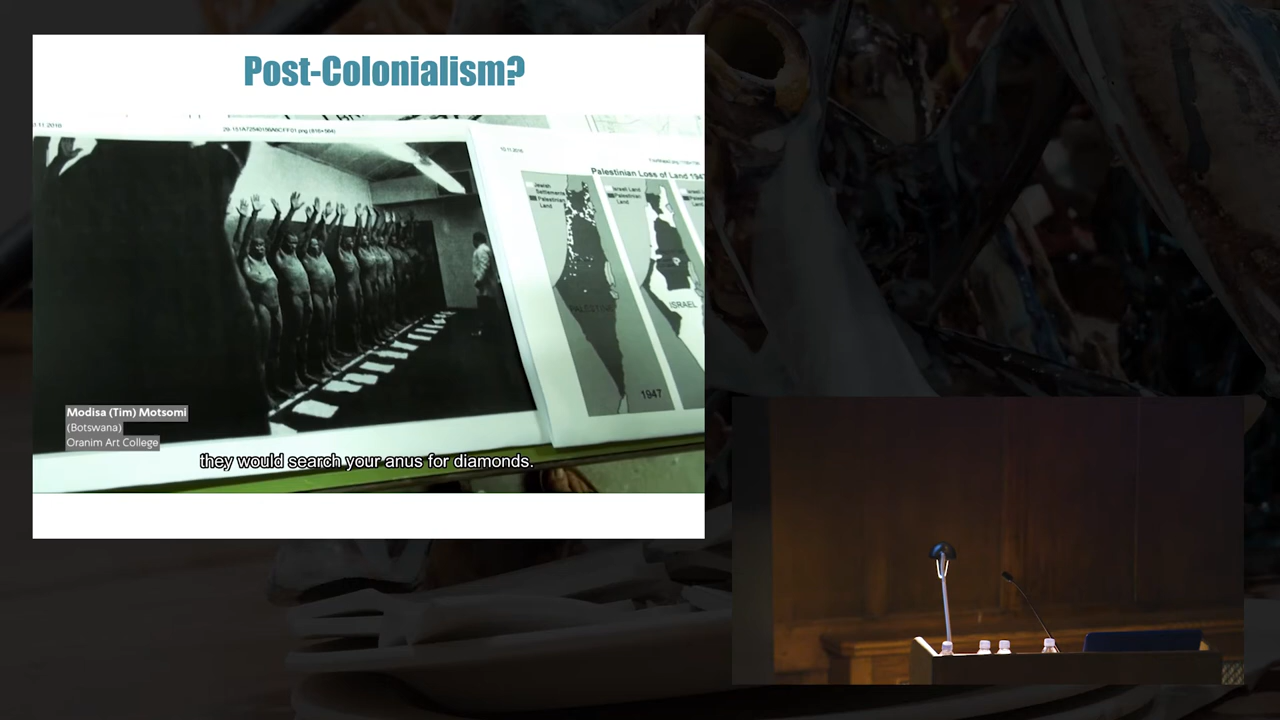 Post-Colonialism?
Palestinian Loss of Land 194
Jewish
Settlements
Palestinian
Land
Israeli Land
Palestinian
Land
PALESTINE
ISRAEL
1947
Modisa (Tim) Motsomi
(Botswana)
Oranim Art College
they would search your anus for diamonds.